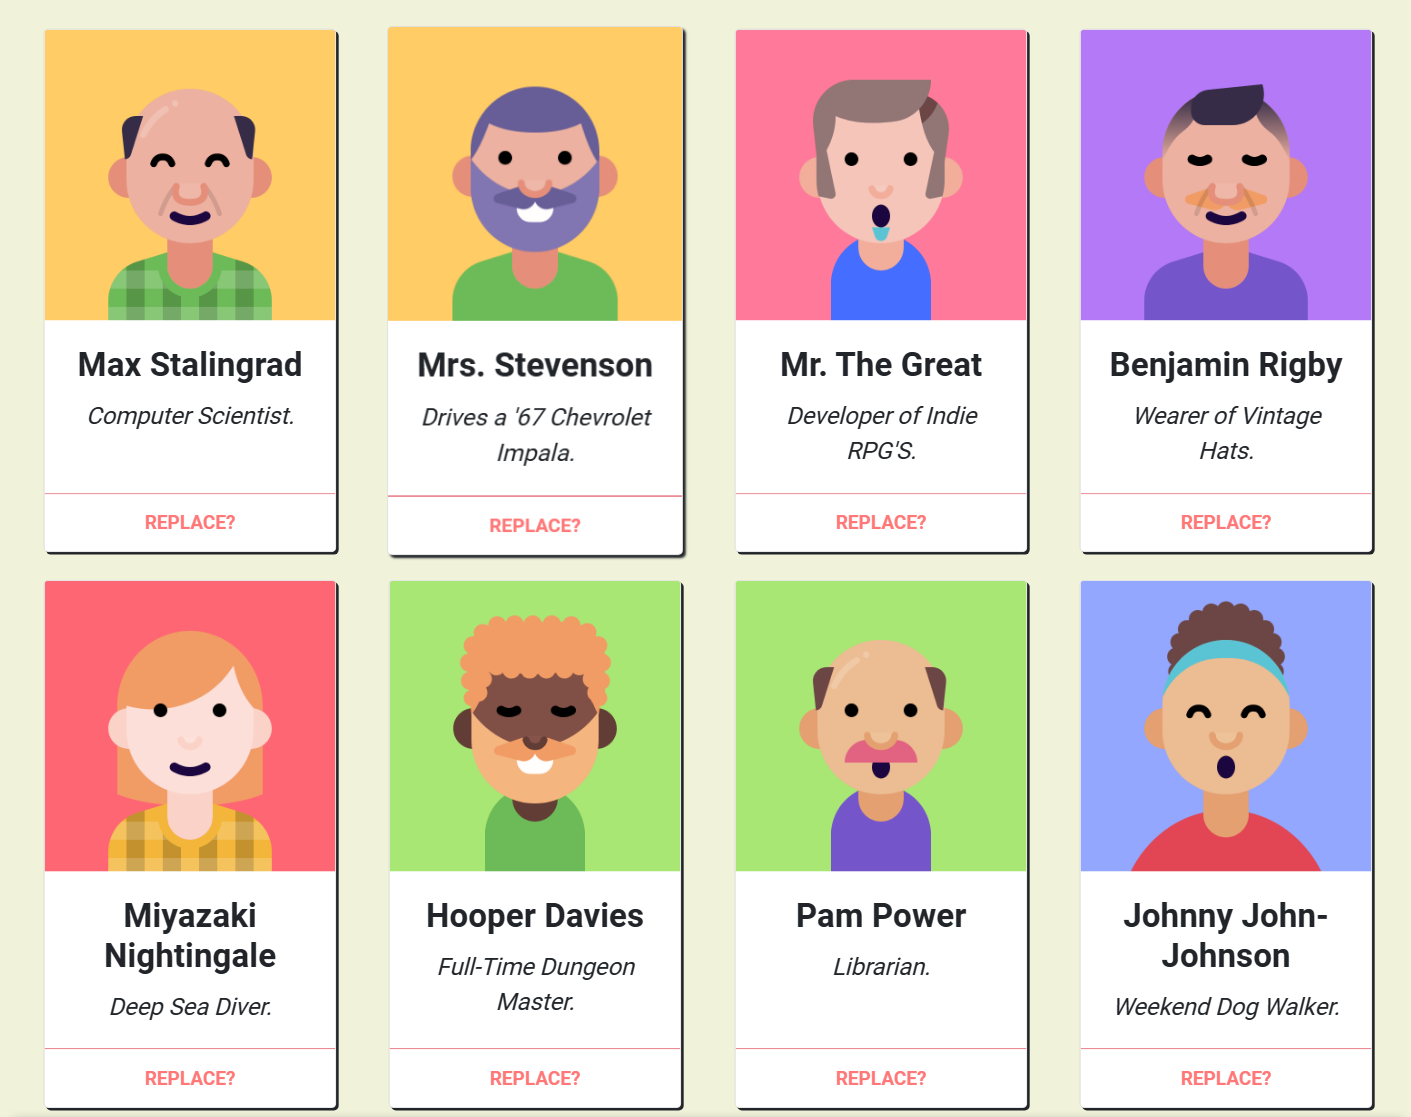 Max Stalingrad
Computer Scientist.
REPLACE?
Mrs. Stevenson
Drives a '67 Chevrolet
Impala.
REPLACE?
Mr. The Great
Developer of Indie
RPG'S.
REPLACE?
Benjamin Rigby
Wearer of Vintage
Hats.
REPLACE?
Miyazaki
Nightingale
Deep Sea Diver.
REPLACE?
Hooper Davies
Full-Time Dungeon
Master.
REPLACE?
Pam Power
Librarian.
REPLACE?
Johnny John-
Johnson
Weekend Dog Walker.
REPLACE?